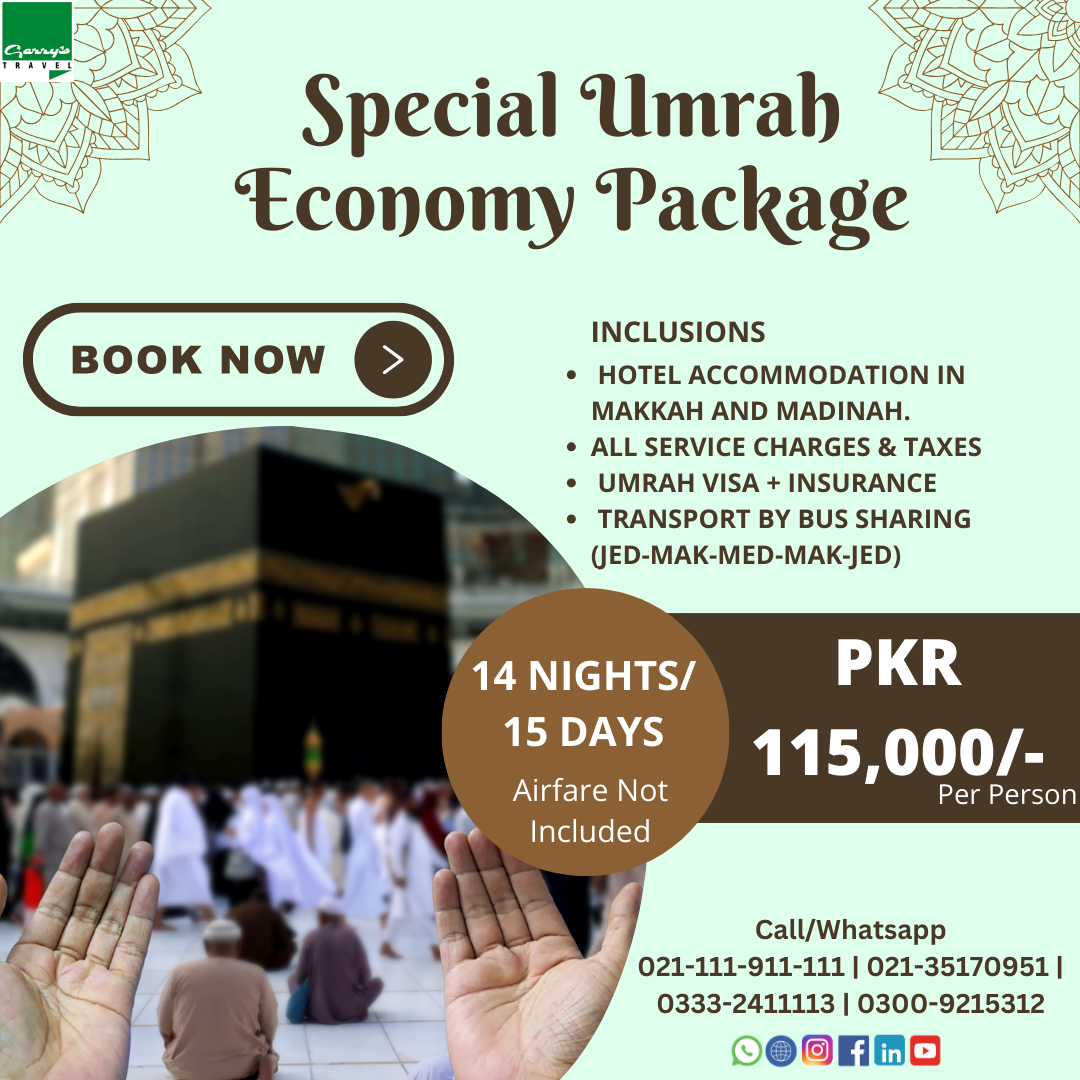 Gerry's
TRAVEL
Special Umrah
Economy Package
BOOK NOW
INCLUSIONS
• HOTEL ACCOMMODATION IN
MAKKAH AND MADINAH.
• ALL SERVICE CHARGES & TAXES
• UMRAH VISA + INSURANCE
• TRANSPORT BY BUS SHARING
(JED-MAK-MED-MAK-JED)
14 NIGHTS/
15 DAYS
Airfare Not
Included
PKR
115,000/-
Per Person
Call/Whatsapp
021-111-911-111 | 021-35170951 |
0333-2411113 | 0300-9215312